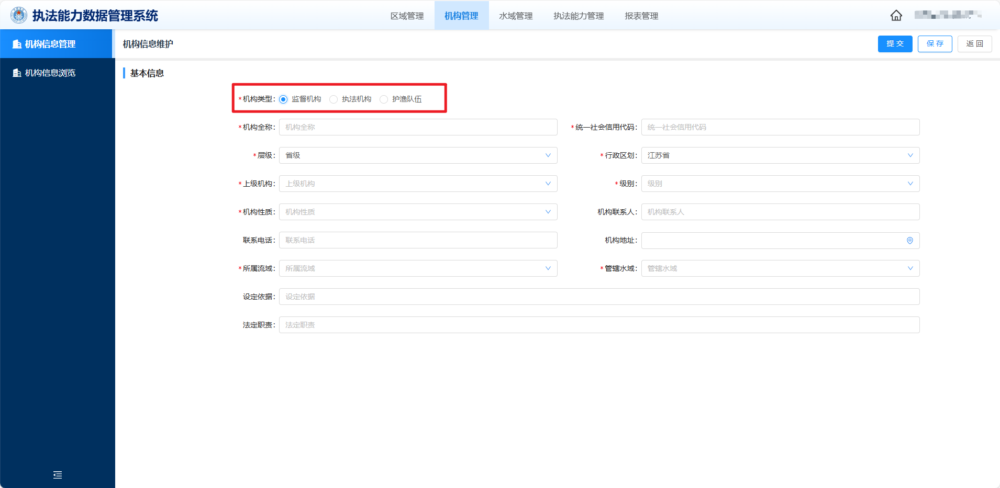 执法能力数据管理系统
区域管理 机构管理 水域管理 执法能力管理 报表管理
机构信息管理
机构信息浏览
机构信息维护
提 交 保 存 返 回
基本信息
*机构类型: 监督机构 执法机构 护渔队伍
*机构全称: 机构全称 *统一社会信用代码: 统一社会信用代码
*层级: 省级 *行政区划: 江苏省
*上级机构: 上级机构 *级别: 级别
*机构性质: 机构性质 机构联系人: 机构联系人
联系电话: 联系电话 机构地址:
*所属流域: 所属流域 *管辖水域: 管辖水域
设定依据: 设定依据
法定职责: 法定职责